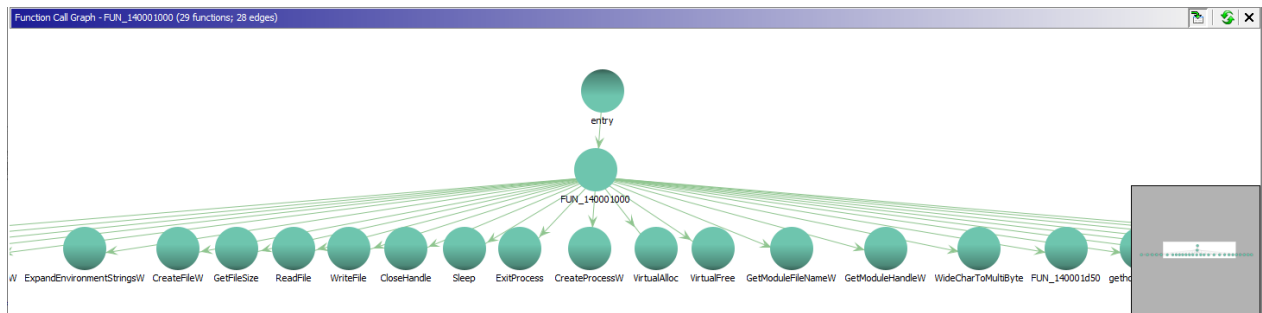 Function Call Graph - FUN_140001000 (29 functions; 28 edges)
entry
FUN_140001000
W ExpandEnvironmentStringsW CreateFileW GetFileSize ReadFile WriteFile CloseHandle Sleep ExitProcess CreateProcessW VirtualAlloc VirtualFree GetModuleFileNameW GetModuleHandleW WideCharToMultiByte FUN_140001d50 gethc